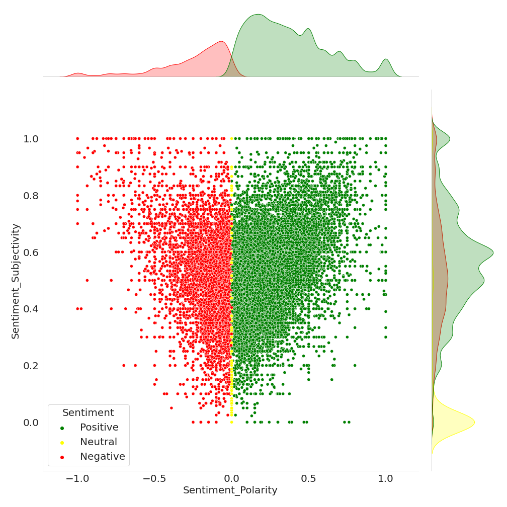 1.0
0.8
0.6
0.4
0.2
0.0
Sentiment_Subjectivity
Sentiment
Positive
Neutral
Negative
−1.0 −0.5 0.0 0.5 1.0
Sentiment_Polarity